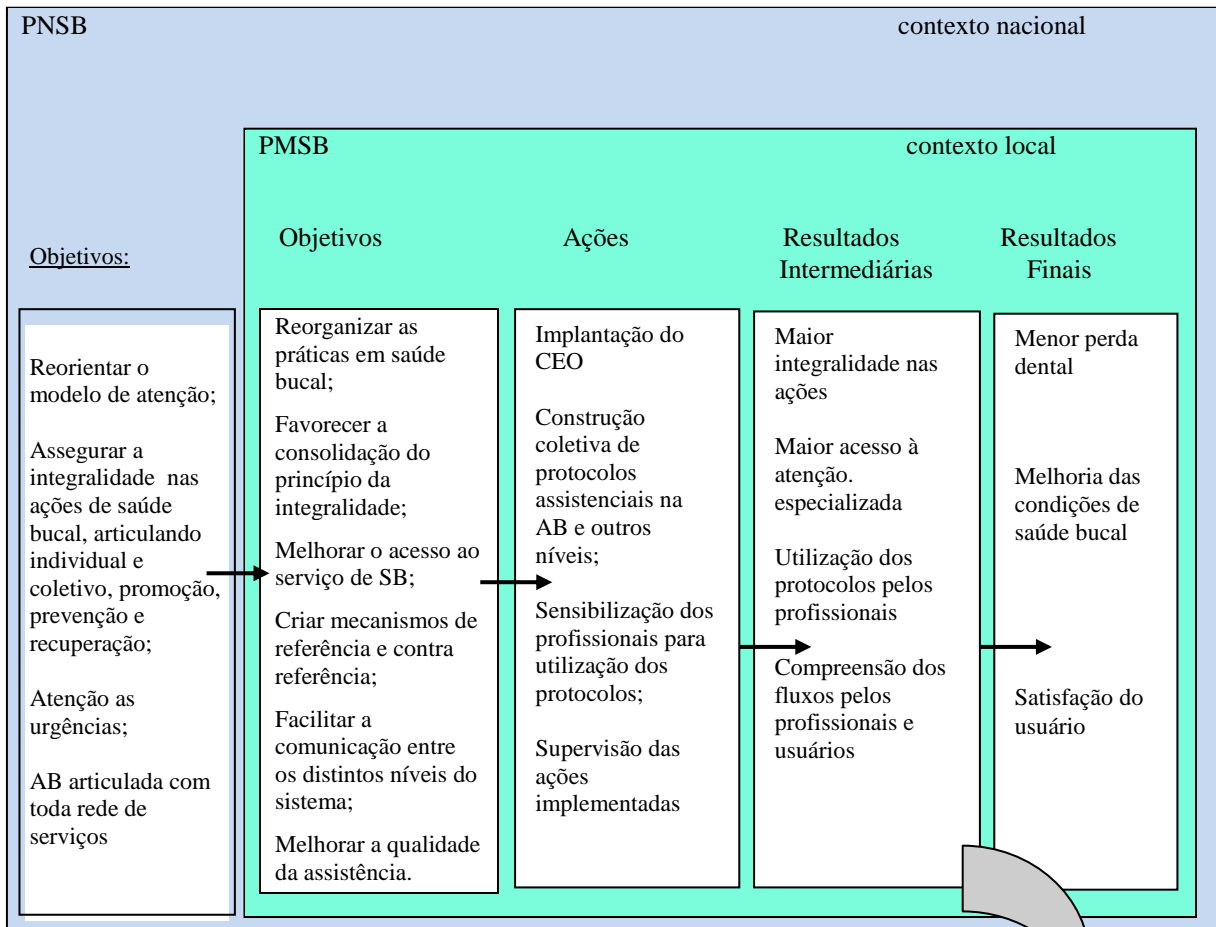 PNSB contexto nacional
PMSB contexto local
Objetivos:
Reorientar o
modelo de atenção;
Assegurar a
integralidade nas
ações de saúde
bucal, articulando
individual e
coletivo, promoção,
prevenção e
recuperação;
Atenção as
urgências;
AB articulada com
toda rede de
serviços
Objetivos
Reorganizar as
práticas em saúde
bucal;
Favorecer a
consolidação do
princípio da
integralidade;
Melhorar o acesso ao
serviço de SB;
Criar mecanismos de
referência e contra
referência;
Facilitar a
comunicação entre
os distintos níveis do
sistema;
Melhorar a qualidade
da assistência.
Ações
Implantação do
CEO
Construção
coletiva de
protocolos
assistenciais na
AB e outros
níveis;
Sensibilização dos
profissionais para
utilização dos
protocolos;
Supervisão das
ações
implementadas
Resultados
Intermediárias
Maior
integralidade nas
ações
Maior acesso à
atenção.
especializada
Utilização dos
protocolos pelos
profissionais
Compreensão dos
fluxos pelos
profissionais e
usuários
Resultados
Finais
Menor perda
dental
Melhoria das
condições de
saúde bucal
Satisfação do
usuário